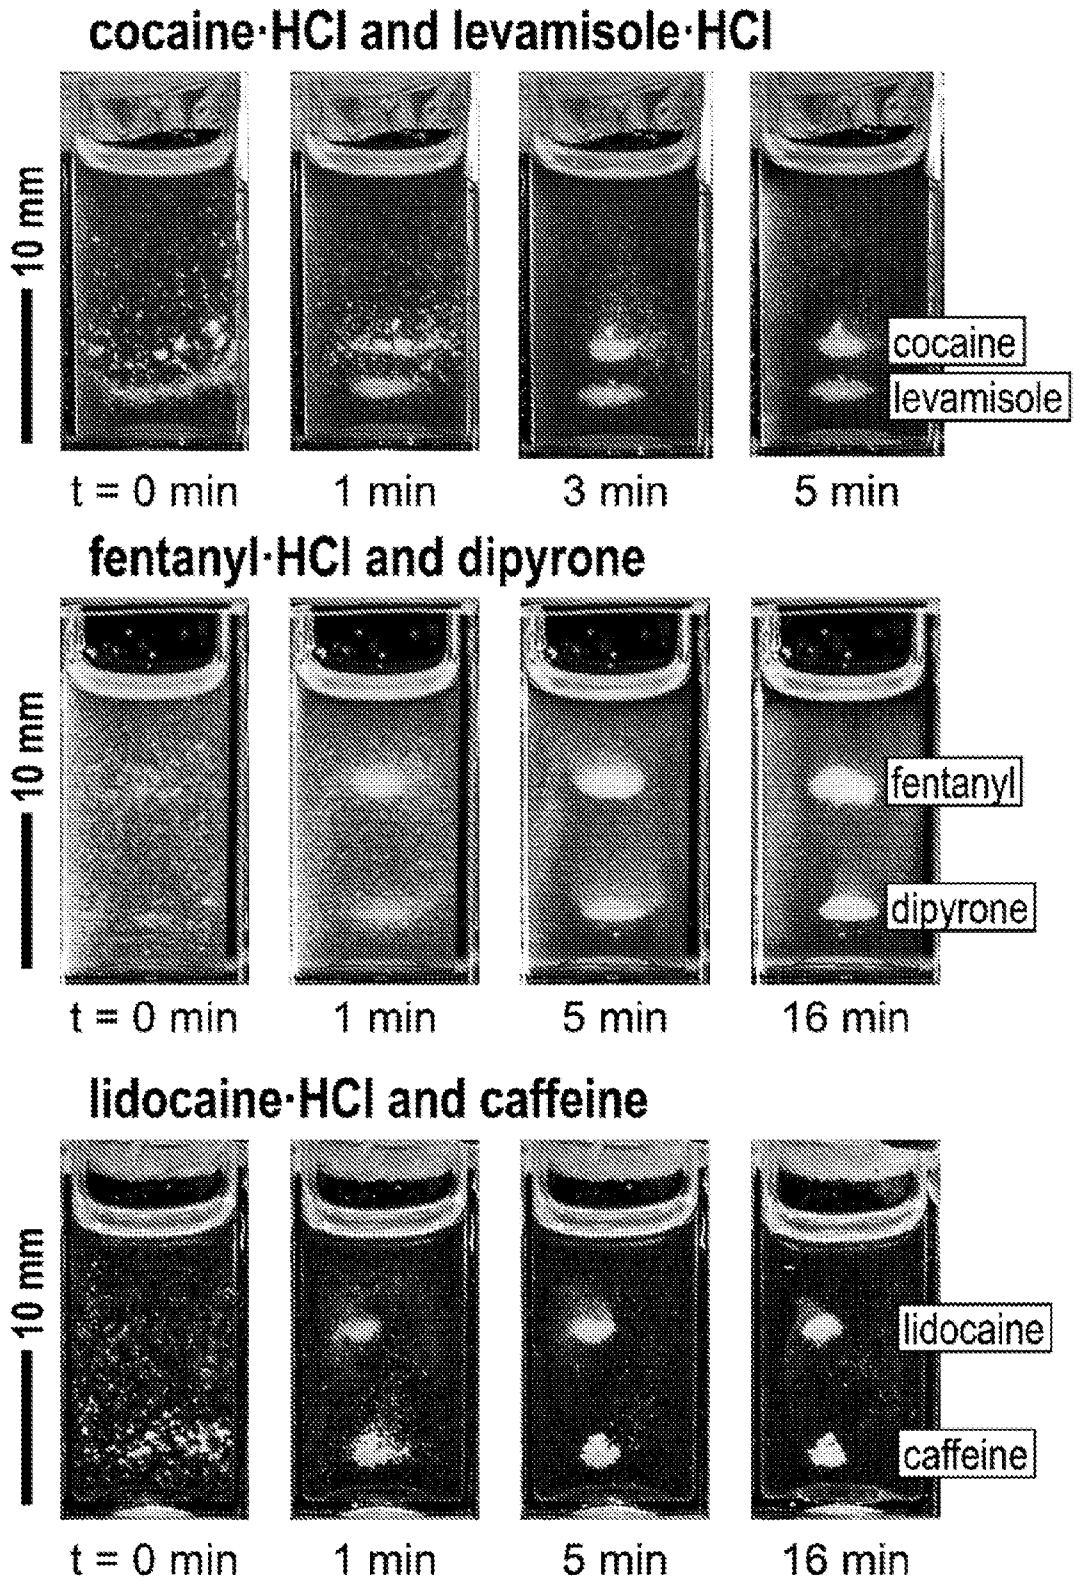 cocaine·HCl and levamisole·HCl
10 mm
cocaine
levamisole
t = 0 min
1 min
3 min
5 min
fentanyl·HCl and dipyrone
10 mm
fentanyl
dipyrone
t = 0 min
1 min
5 min
16 min
lidocaine·HCl and caffeine
10 mm
lidocaine
caffeine
t = 0 min
1 min
5 min
16 min